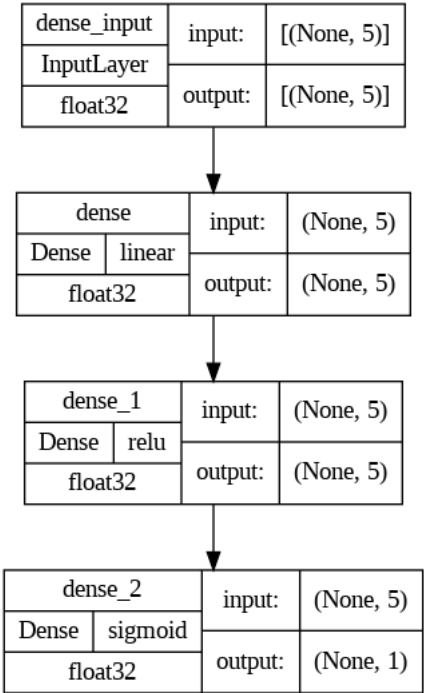 dense_input
InputLayer
float32
input:
[(None, 5)]
output:
[(None, 5)]
dense
Dense
linear
float32
input:
(None, 5)
output:
(None, 5)
dense_1
Dense
relu
float32
input:
(None, 5)
output:
(None, 5)
dense_2
Dense
sigmoid
float32
input:
(None, 5)
output:
(None, 1)